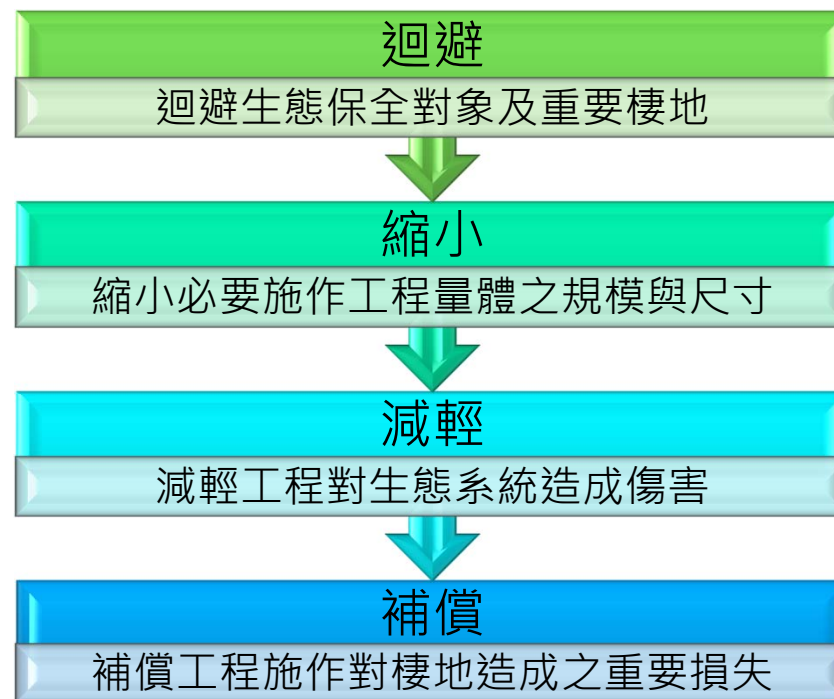 迴避
迴避生態保全對象及重要棲地
縮小
縮小必要施作工程量體之規模與尺寸
減輕
減輕工程對生態系統造成傷害
補償
補償工程施作對棲地造成之重要損失